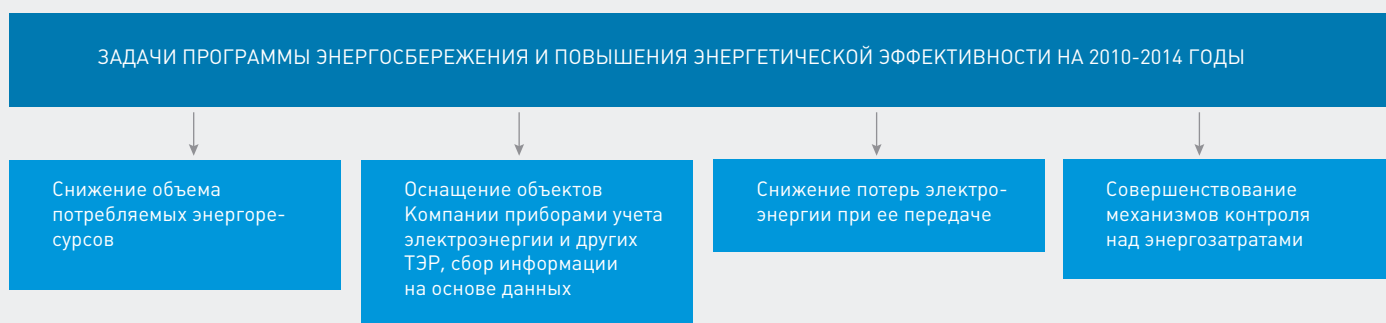 ЗАДАЧИ ПРОГРАММЫ ЭНЕРГОСБЕРЕЖЕНИЯ И ПОВЫШЕНИЯ ЭНЕРГЕТИЧЕСКОЙ ЭФФЕКТИВНОСТИ НА 2010-2014 ГОДЫ
Снижение объема
потребляемых энергоре-
сурсов
Оснащение объектов
Компании приборами учета
электроэнергии и других
ТЭР, сбор информации
на основе данных
Снижение потерь электро-
энергии при ее передаче
Совершенствование
механизмов контроля
над энергозатратами